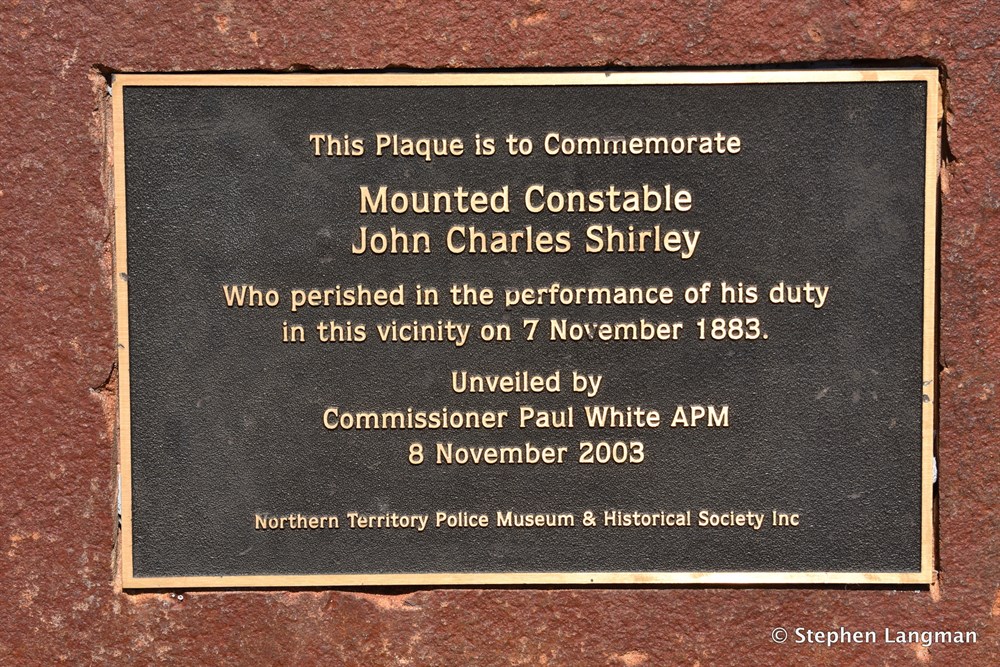 This Plaque is to Commemorate
Mounted Constable
John Charles Shirley
Who perished in the performance of his duty
in this vicinity on 7 November 1883.
Unveiled by
Commissioner Paul White APM
8 November 2003
Northern Territory Police Museum & Historical Society Inc
© Stephen Langman